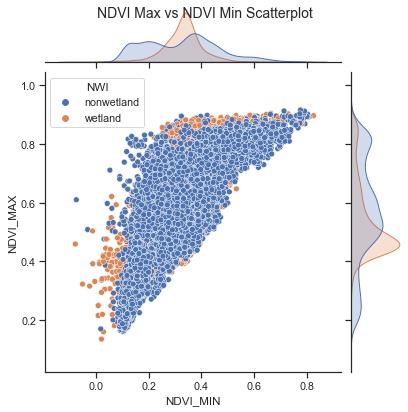 NDVI Max vs NDVI Min Scatterplot
NWI
nonwetland
wetland
1.0
0.8
0.6
0.4
0.2
NDVI_MAX
0.0 0.2 0.4 0.6 0.8
NDVI_MIN